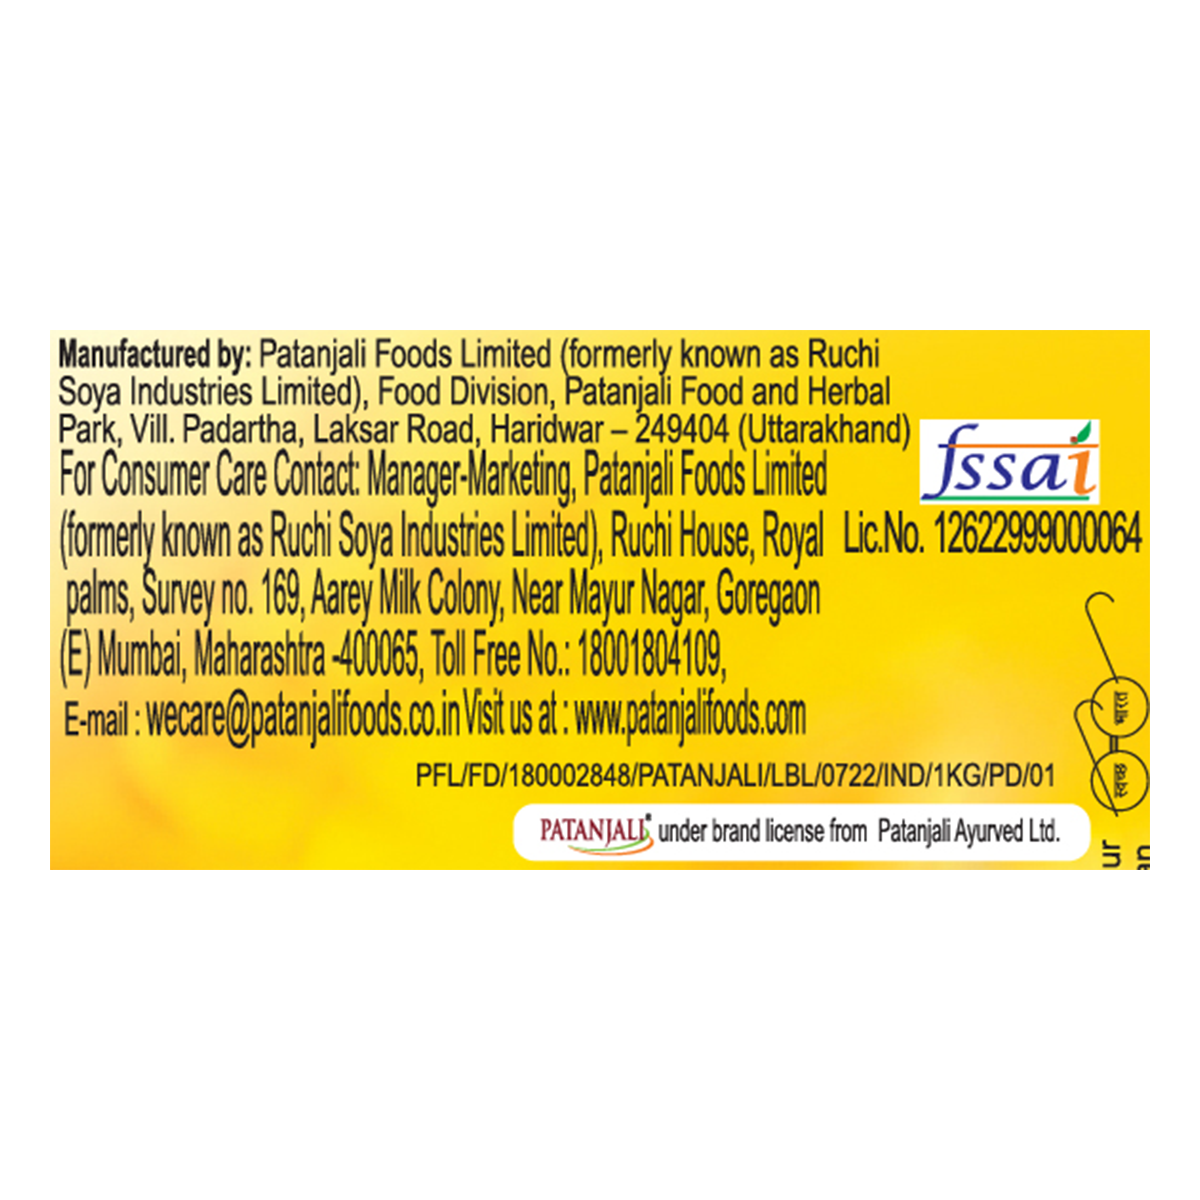 Manufactured by: Patanjali Foods Limited (formerly known as Ruchi
Soya Industries Limited), Food Division, Patanjali Food and Herbal
Park, Vill. Padartha, Laksar Road, Haridwar – 249404 (Uttarakhand)
For Consumer Care Contact: Manager-Marketing, Patanjali Foods Limited
(formerly known as Ruchi Soya Industries Limited), Ruchi House, Royal
palms, Survey no. 169, Aarey Milk Colony, Near Mayur Nagar, Goregaon
(E) Mumbai, Maharashtra -400065, Toll Free No.: 18001804109,
E-mail : wecare@patanjalifoods.co.in Visit us at : www.patanjalifoods.com
fssai
Lic.No. 12622999000064
PFL/FD/180002848/PATANJALI/LBL/0722/IND/1KG/PD/01
PATANJALI® under brand license from Patanjali Ayurved Ltd.
स्वच्छ भारत